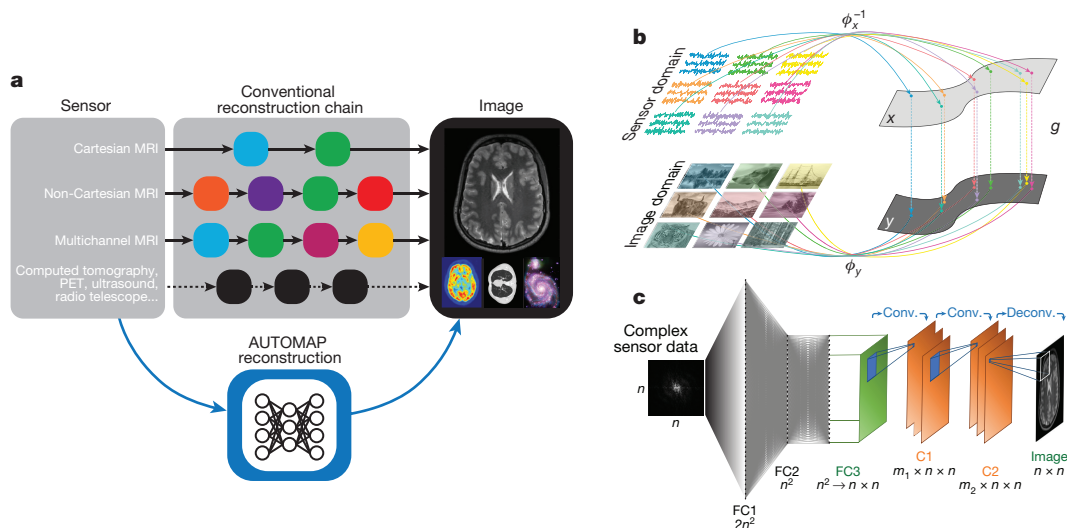 a
Sensor
Conventional
reconstruction chain
Image
Cartesian MRI
Non-Cartesian MRI
Multichannel MRI
Computed tomography,
PET, ultrasound,
radio telescope...
AUTOMAP
reconstruction
b
Sensor domain
Image domain
ϕₓ⁻¹
x
g
y
ϕ_y
c
Complex
sensor data
n
n
FC1
2n²
FC2
n²
FC3
n² → n × n
Conv.
Conv.
Deconv.
C1
m₁ × n × n
C2
m₂ × n × n
Image
n × n